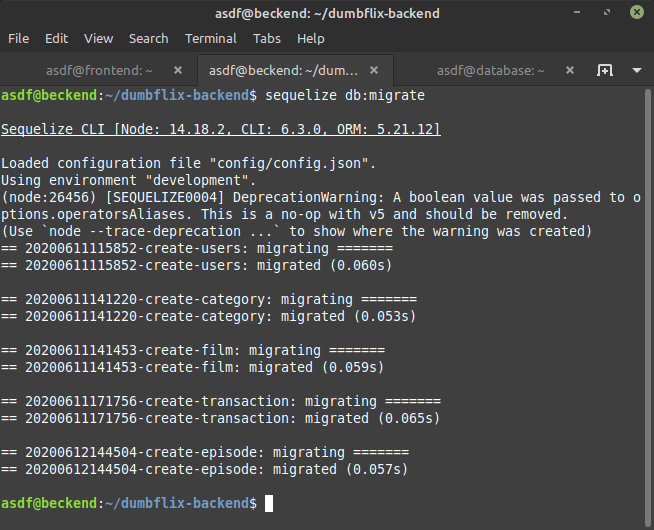 asdf@beckend: ~/dumbflix-backend
File Edit View Search Terminal Tabs Help
asdf@frontend: ~ × asdf@beckend: ~/dum... × asdf@database: ~ ×
asdf@beckend:~/dumbflix-backend$ sequelize db:migrate
Sequelize CLI [Node: 14.18.2, CLI: 6.3.0, ORM: 5.21.12]
Loaded configuration file "config/config.json".
Using environment "development".
(node:26456) [SEQUELIZE0004] DeprecationWarning: A boolean value was passed to o
ptions.operatorsAliases. This is a no-op with v5 and should be removed.
(Use `node --trace-deprecation ...` to show where the warning was created)
== 20200611115852-create-users: migrating =======
== 20200611115852-create-users: migrated (0.060s)
== 20200611141220-create-category: migrating =======
== 20200611141220-create-category: migrated (0.053s)
== 20200611141453-create-film: migrating =======
== 20200611141453-create-film: migrated (0.059s)
== 20200611171756-create-transaction: migrating =======
== 20200611171756-create-transaction: migrated (0.065s)
== 20200612144504-create-episode: migrating =======
== 20200612144504-create-episode: migrated (0.057s)
asdf@beckend:~/dumbflix-backend$